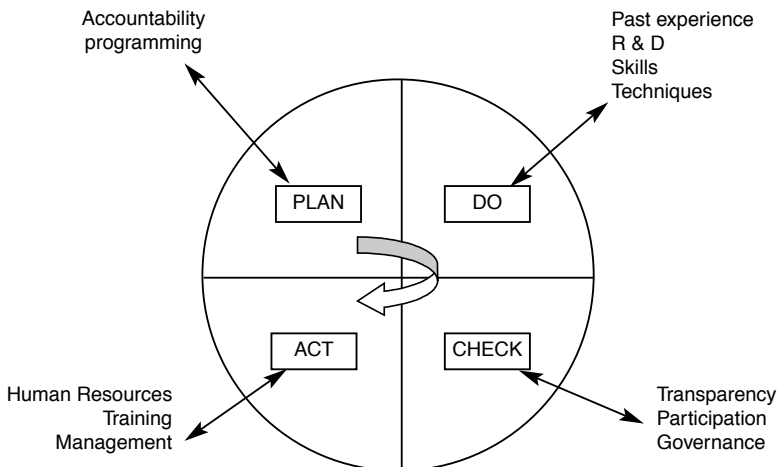 Accountability
programming
Past experience
R & D
Skills
Techniques
PLAN
DO
ACT
CHECK
Human Resources
Training
Management
Transparency
Participation
Governance